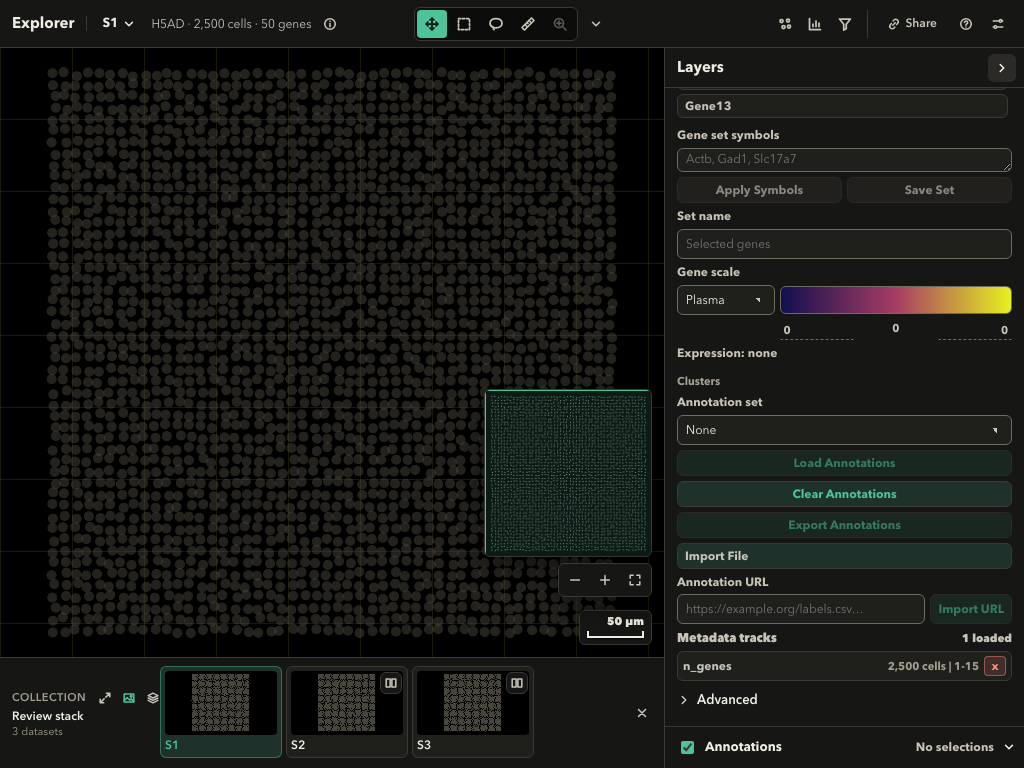 Explorer S1 H5AD · 2,500 cells · 50 genes Share
50 µm
COLLECTION
Review stack
3 datasets
S1 S2 S3
Layers
Gene13
Gene set symbols
Actb, Gad1, Slc17a7
Apply Symbols Save Set
Set name
Selected genes
Gene scale
Plasma
0 0 0
Expression: none
Clusters
Annotation set
None
Load Annotations
Clear Annotations
Export Annotations
Import File
Annotation URL
https://example.org/labels.csv... Import URL
Metadata tracks 1 loaded
n_genes 2,500 cells | 1-15 x
Advanced
Annotations No selections